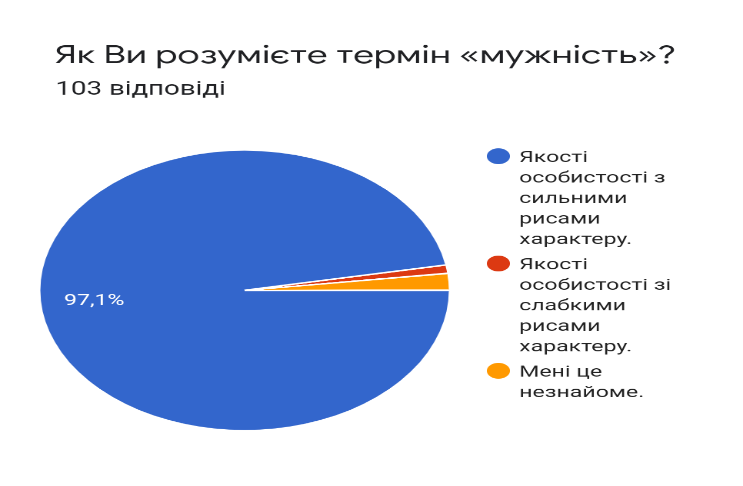 Як Ви розумієте термін «мужність»?
103 відповіді
97,1%
Якості
особистості з
сильними
рисами
характеру.
Якості
особистості зі
слабкими
рисами
характеру.
Мені це
незнайоме.